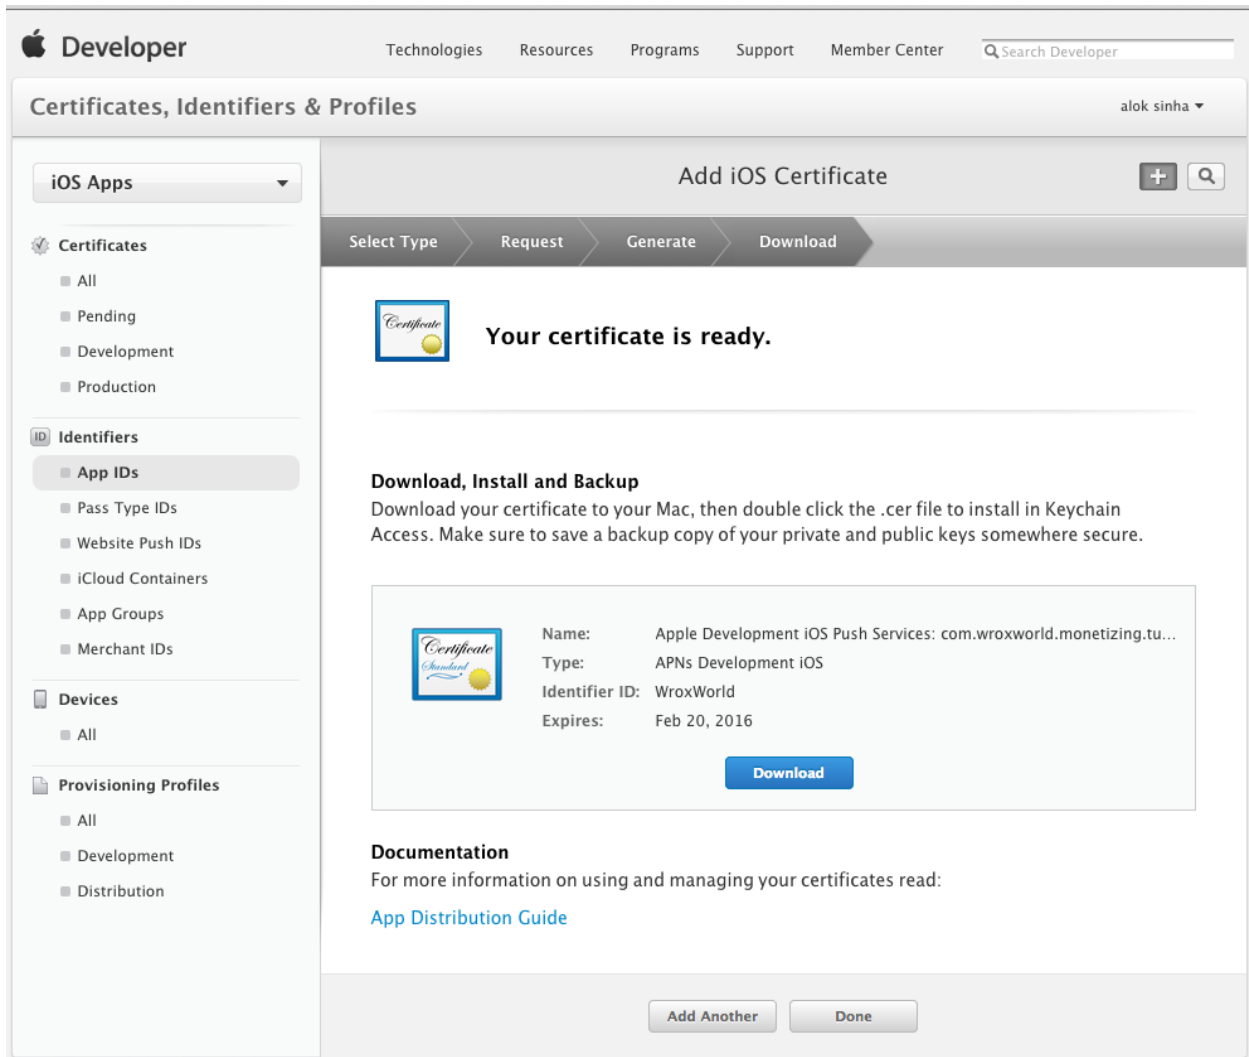 Developer
Technologies Resources Programs Support Member Center Search Developer
Certificates, Identifiers & Profiles
alok sinha
iOS Apps
Add iOS Certificate
Certificates
All
Pending
Development
Production
ID Identifiers
App IDs
Pass Type IDs
Website Push IDs
iCloud Containers
App Groups
Merchant IDs
Devices
All
Provisioning Profiles
All
Development
Distribution
Select Type Request Generate Download
Certificate
Your certificate is ready.
Download, Install and Backup
Download your certificate to your Mac, then double click the .cer file to install in Keychain
Access. Make sure to save a backup copy of your private and public keys somewhere secure.
Certificate
Standard
Name: Apple Development iOS Push Services: com.wroxworld.monetizing.tu...
Type: APNs Development iOS
Identifier ID: WroxWorld
Expires: Feb 20, 2016
Download
Documentation
For more information on using and managing your certificates read:
App Distribution Guide
Add Another Done